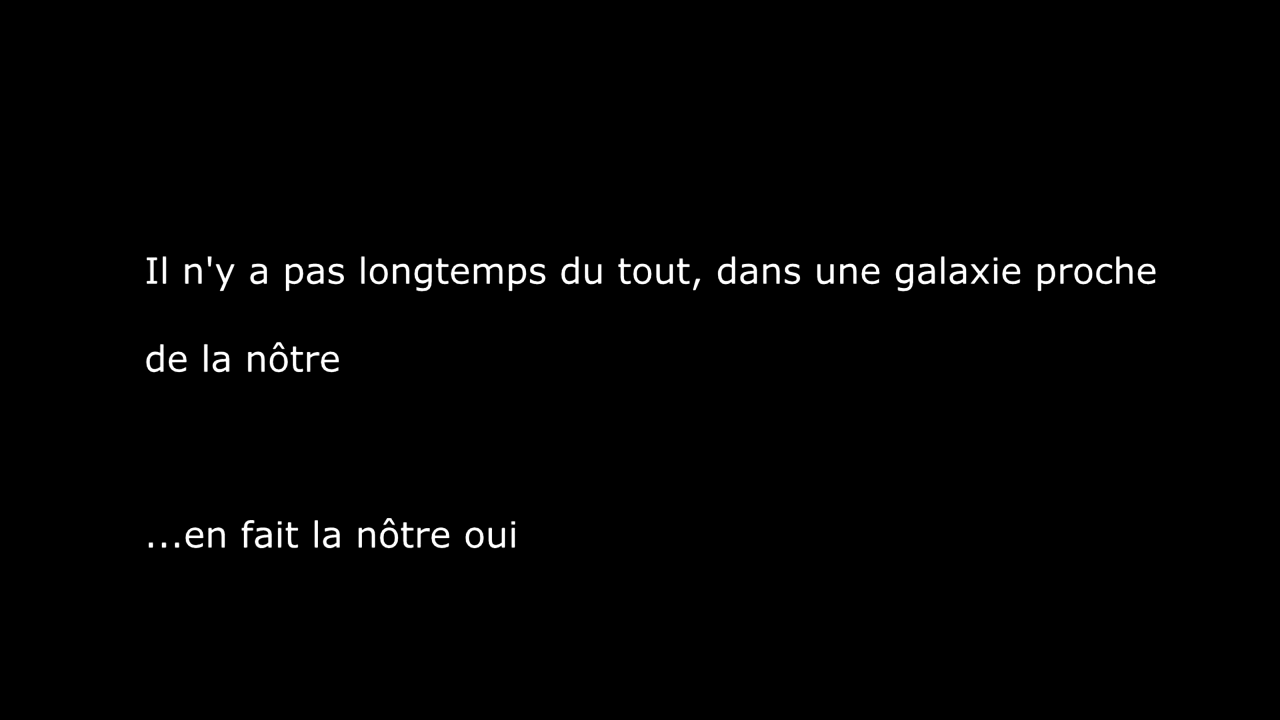 Il n'y a pas longtemps du tout, dans une galaxie proche
de la nôtre
...en fait la nôtre oui